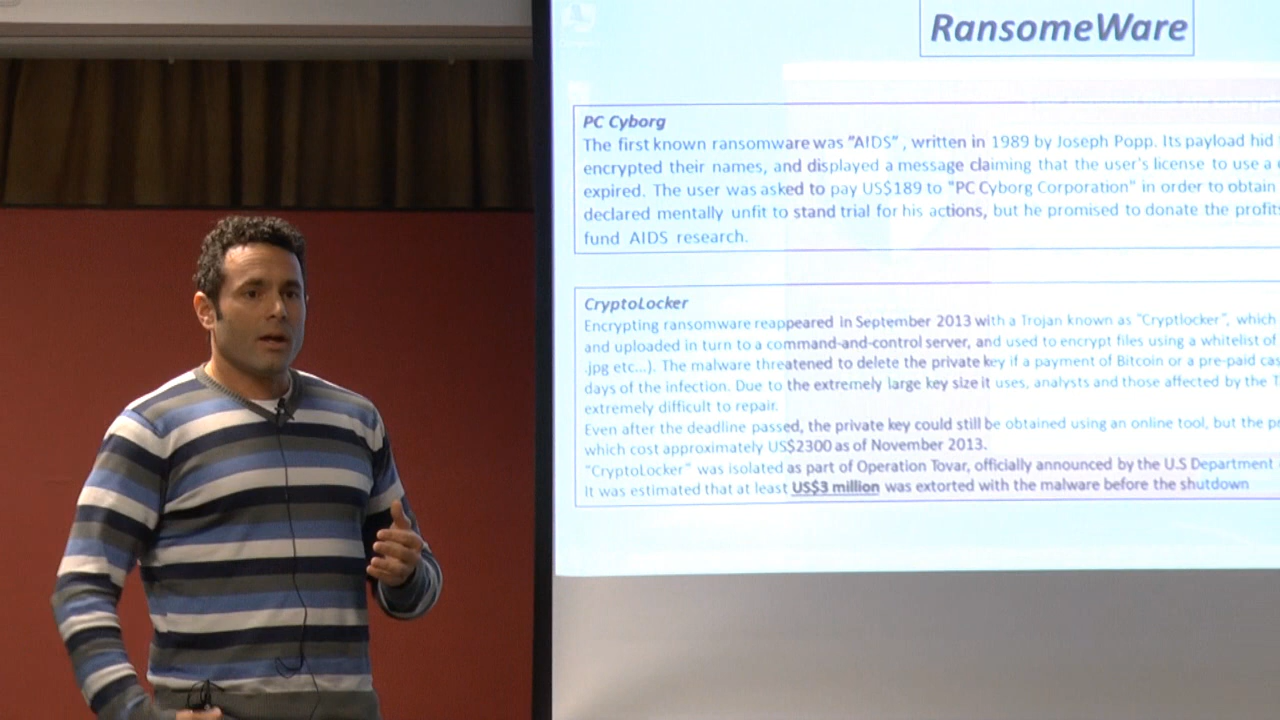 RansomeWare
PC Cyborg
The first known ransomware was "AIDS" , written in 1989 by Joseph Popp. Its payload hid
encrypted their names, and displayed a message claiming that the user's license to use a
expired. The user was asked to pay US$189 to "PC Cyborg Corporation" in order to obtain
declared mentally unfit to stand trial for his actions, but he promised to donate the profits
fund AIDS research.
CryptoLocker
Encrypting ransomware reappeared in September 2013 with a Trojan known as "Cryptlocker", which
and uploaded in turn to a command-and-control server, and used to encrypt files using a whitelist of
.jpg etc...). The malware threatened to delete the private key if a payment of Bitcoin or a pre-paid
days of the infection. Due to the extremely large key size it uses, analysts and those affected by the
extremely difficult to repair.
Even after the deadline passed, the private key could still be obtained using an online tool, but the
which cost approximately US$2300 as of November 2013.
"CryptoLocker" was isolated as part of Operation Tovar, officially announced by the U.S Department
It was estimated that at least US$3 million was extorted with the malware before the shutdown